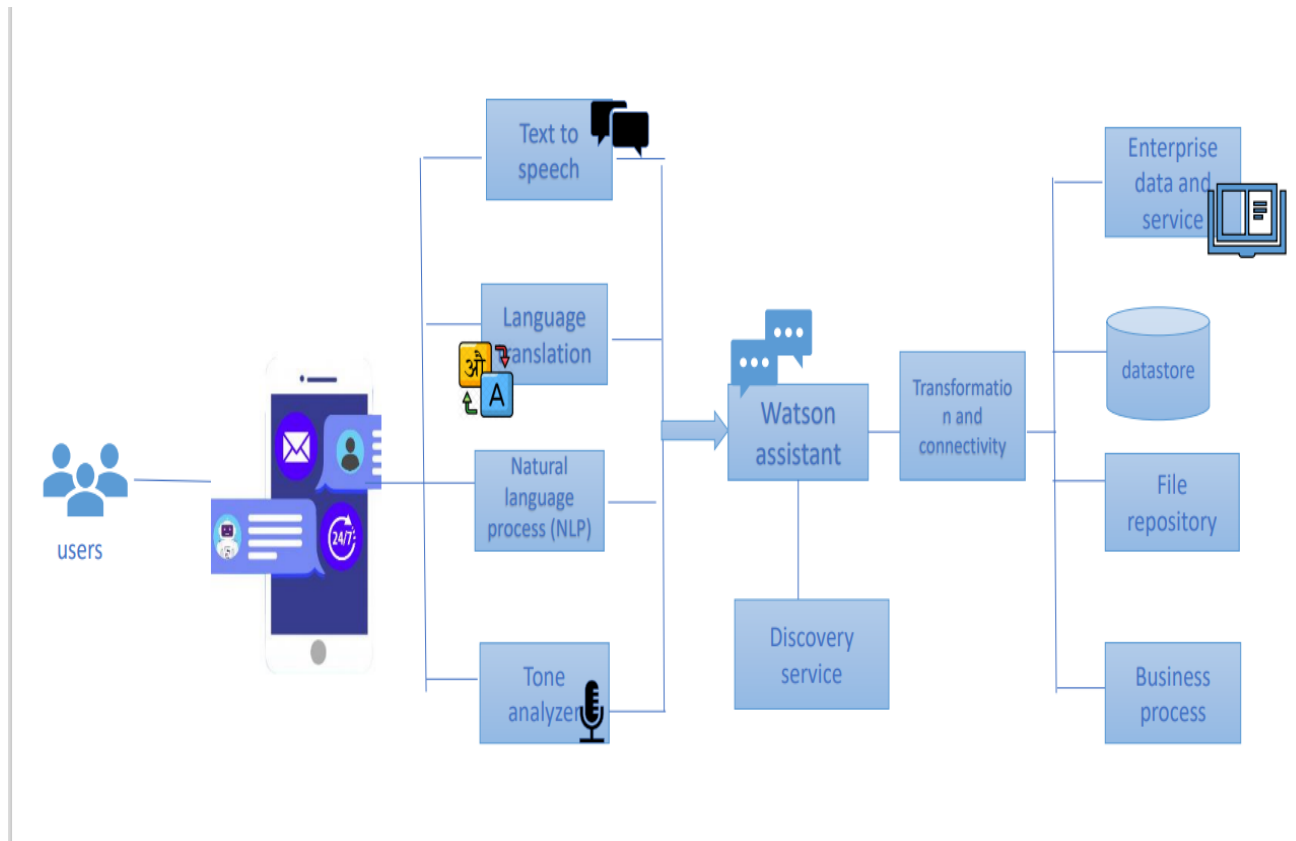 Text to
speech
Enterprise
data and
service
Language
translation
औ
A
datastore
Watson
assistant
Transformatio
n and
connectivity
Natural
language
process (NLP)
File
repository
24/7
users
Discovery
service
Tone
analyzer
Business
process